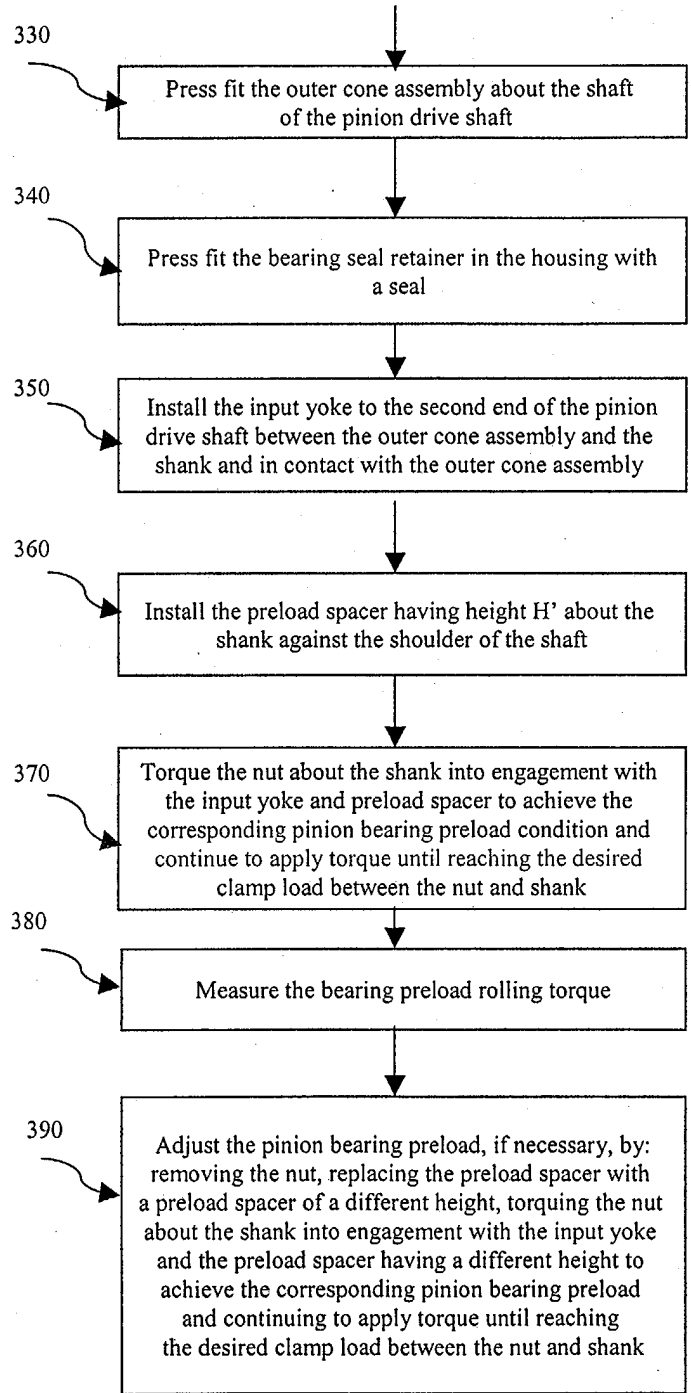 330
Press fit the outer cone assembly about the shaft
of the pinion drive shaft
340
Press fit the bearing seal retainer in the housing with
a seal
350
Install the input yoke to the second end of the pinion
drive shaft between the outer cone assembly and the
shank and in contact with the outer cone assembly
360
Install the preload spacer having height H’ about the
shank against the shoulder of the shaft
370
Torque the nut about the shank into engagement with
the input yoke and preload spacer to achieve the
corresponding pinion bearing preload condition and
continue to apply torque until reaching the desired
clamp load between the nut and shank
380
Measure the bearing preload rolling torque
390
Adjust the pinion bearing preload, if necessary, by:
removing the nut, replacing the preload spacer with
a preload spacer of a different height, torquing the nut
about the shank into engagement with the input yoke
and the preload spacer having a different height to
achieve the corresponding pinion bearing preload
and continuing to apply torque until reaching
the desired clamp load between the nut and shank